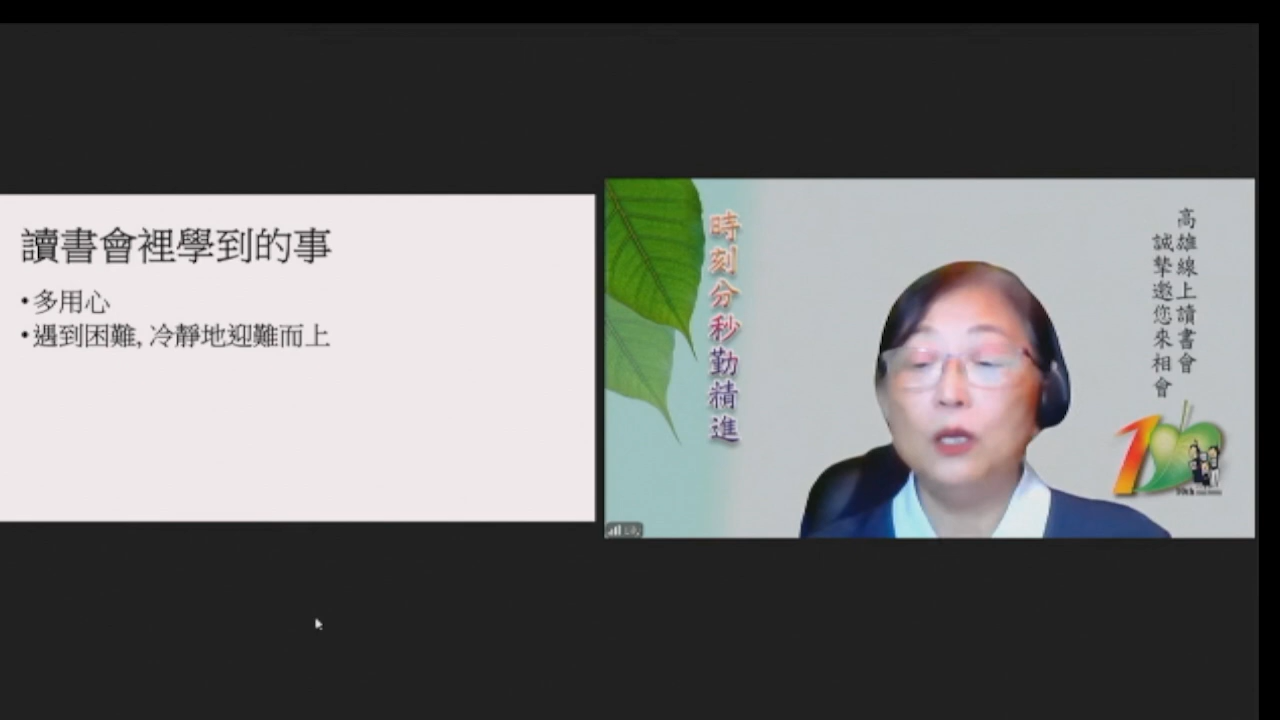 讀書會裡學到的事
•多用心
•遇到困難, 冷靜地迎難而上
時刻分秒勤精進
高雄線上讀書會
誠摯邀您來相會
10